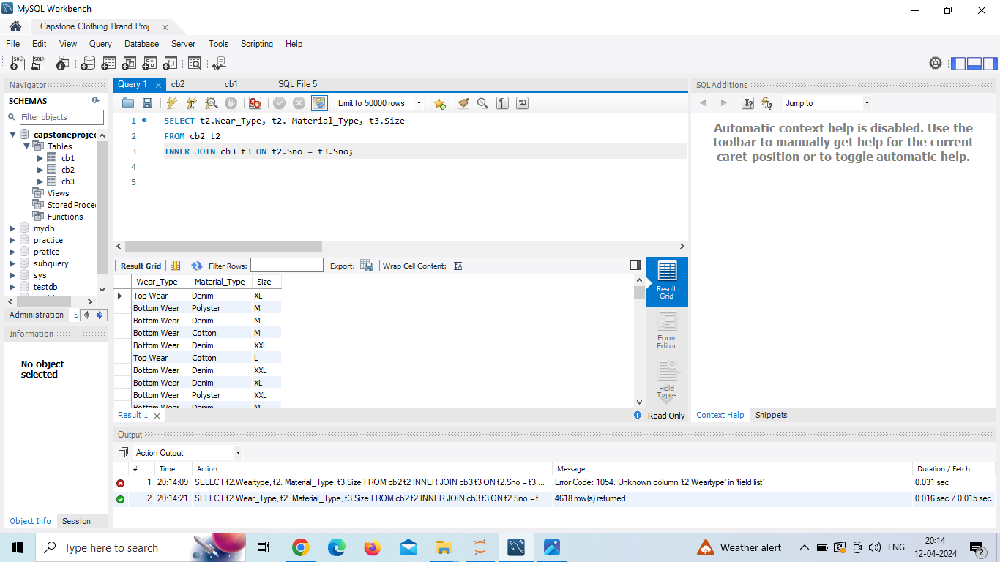 MySQL Workbench
Capstone Clothing Brand Proj...
File Edit View Query Database Server Tools Scripting Help
Navigator
SCHEMAS
Filter objects
capstoneprojec
Tables
cb1
cb2
cb3
Views
Stored Proce
Functions
mydb
practice
pratice
subquery
sys
testdb
Administration S
Information
No object
selected
Object Info Session
Query 1 cb2 cb1 SQL File 5
Limit to 50000 rows
1 SELECT t2.Wear_Type, t2. Material_Type, t3.Size
2 FROM cb2 t2
3 INNER JOIN cb3 t3 ON t2.Sno = t3.Sno;
4
5
Result Grid Filter Rows: Export: Wrap Cell Content:
Wear_Type Material_Type Size
Top Wear Denim XL
Bottom Wear Polyster M
Bottom Wear Denim M
Bottom Wear Cotton M
Bottom Wear Denim XXL
Top Wear Cotton L
Bottom Wear Denim XXL
Bottom Wear Denim XL
Bottom Wear Polyster XXL
Bottom Wear Denim M
Result
Grid
Form
Editor
Field
Types
Result 1 Read Only
SQLAdditions
Jump to
Automatic context help is disabled. Use the
toolbar to manually get help for the current
caret position or to toggle automatic help.
Context Help Snippets
Output
Action Output
# Time Action Message Duration / Fetch
1 20:14:09 SELECT t2.Weartype, t2. Material_Type, t3.Size FROM cb2 t2 INNER JOIN cb3 t3 ON t2.Sno = t3.... Error Code: 1054. Unknown column 't2.Weartype' in 'field list' 0.031 sec
2 20:14:21 SELECT t2.Wear_Type, t2. Material_Type, t3.Size FROM cb2 t2 INNER JOIN cb3 t3 ON t2.Sno = t... 4618 row(s) returned 0.016 sec / 0.015 sec
Type here to search
Weather alert
ENG
20:14
12-04-2024
2